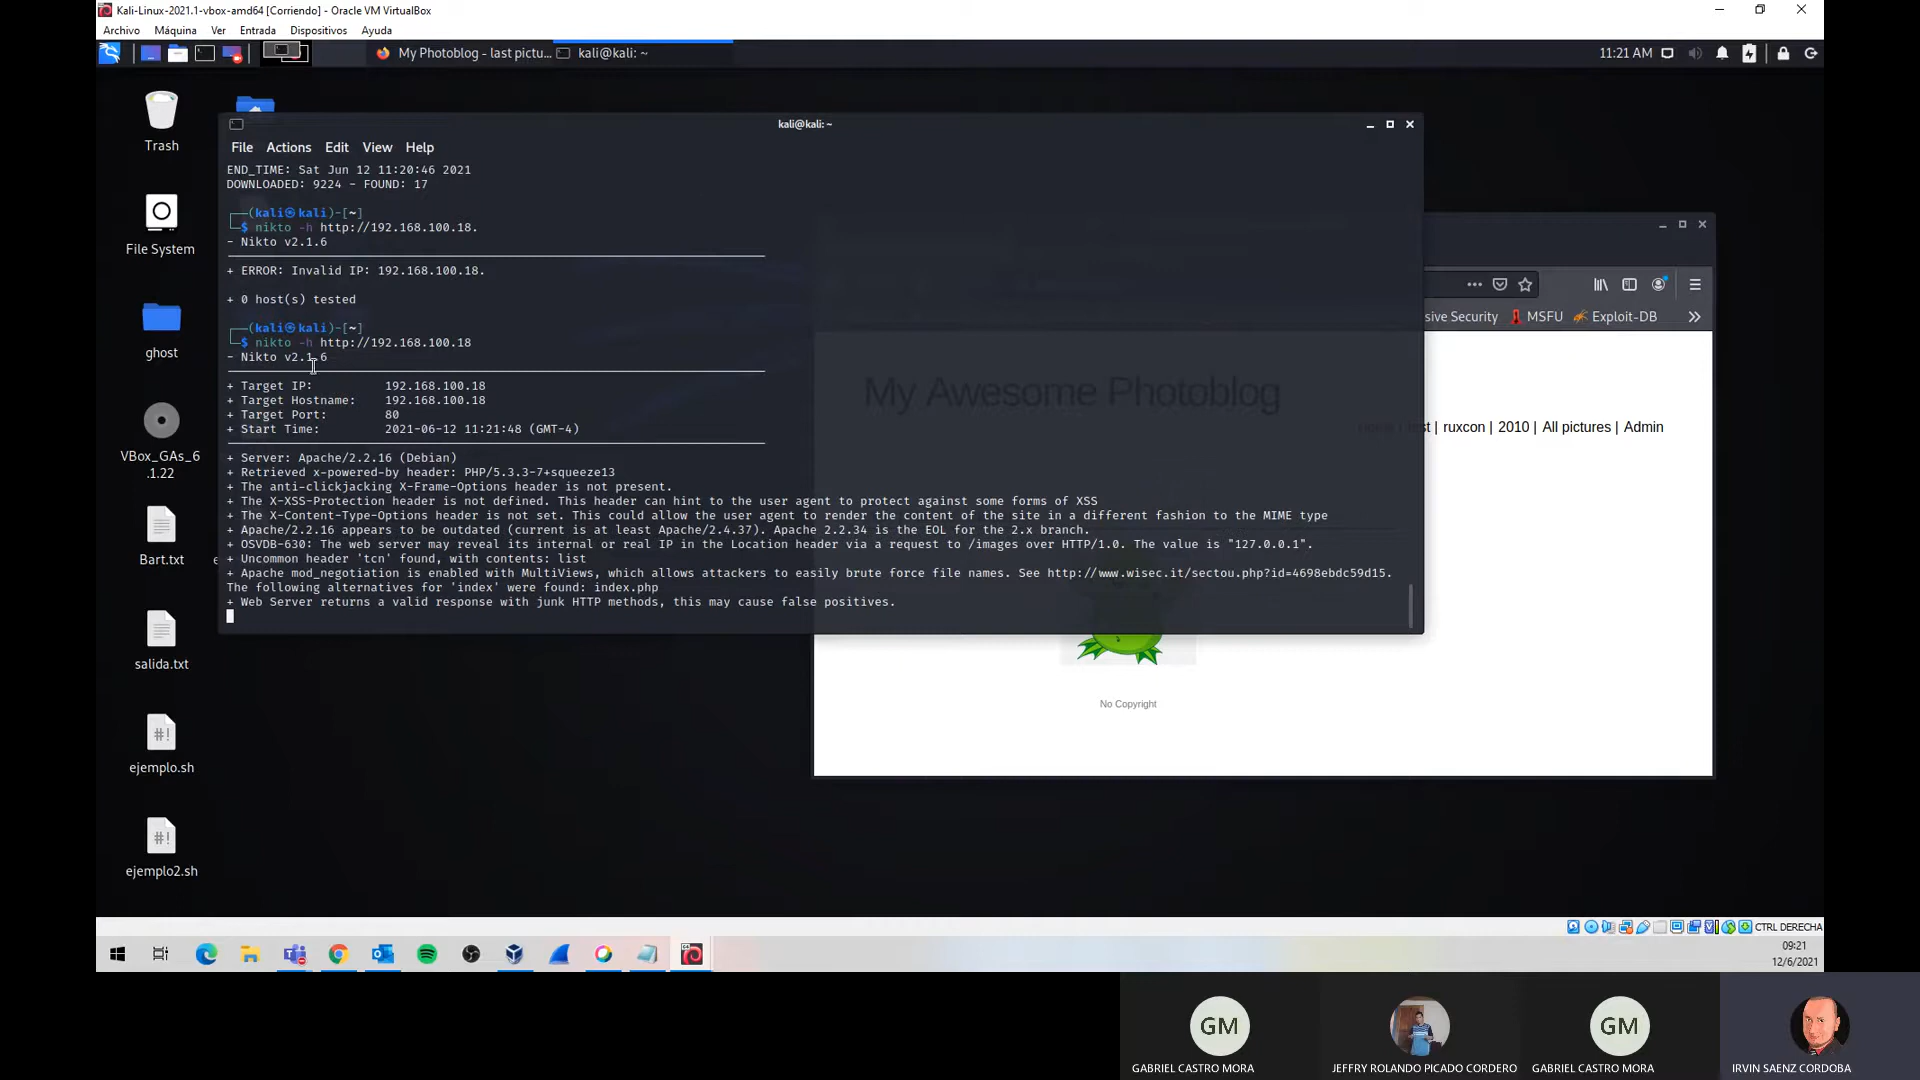 Kali-Linux-2021.1-vbox-amd64 [Corriendo] - Oracle VM VirtualBox
Archivo Máquina Ver Entrada Dispositivos Ayuda
My Photoblog - last pictu... kali@kali: ~
11:21 AM
Trash
File System
ghost
VBox_GAs_6
.1.22
Bart.txt
salida.txt
ejemplo.sh
ejemplo2.sh
kali@kali: ~
File Actions Edit View Help
END_TIME: Sat Jun 12 11:20:46 2021
DOWNLOADED: 9224 - FOUND: 17
┌──(kali㉿kali)-[~]
└─$ nikto -h http://192.168.100.18.
- Nikto v2.1.6
+ ERROR: Invalid IP: 192.168.100.18.
+ 0 host(s) tested
┌──(kali㉿kali)-[~]
└─$ nikto -h http://192.168.100.18
- Nikto v2.1.6
+ Target IP: 192.168.100.18
+ Target Hostname: 192.168.100.18
+ Target Port: 80
+ Start Time: 2021-06-12 11:21:48 (GMT-4)
+ Server: Apache/2.2.16 (Debian)
+ Retrieved x-powered-by header: PHP/5.3.3-7+squeeze13
+ The anti-clickjacking X-Frame-Options header is not present.
+ The X-XSS-Protection header is not defined. This header can hint to the user agent to protect against some forms of XSS
+ The X-Content-Type-Options header is not set. This could allow the user agent to render the content of the site in a different fashion to the MIME type
+ Apache/2.2.16 appears to be outdated (current is at least Apache/2.4.37). Apache 2.2.34 is the EOL for the 2.x branch.
+ OSVDB-630: The web server may reveal its internal or real IP in the Location header via a request to /images over HTTP/1.0. The value is "127.0.0.1".
+ Uncommon header 'tcn' found, with contents: list
+ Apache mod_negotiation is enabled with MultiViews, which allows attackers to easily brute force file names. See http://www.wisec.it/sectou.php?id=4698ebdc59d15.
The following alternatives for 'index' were found: index.php
+ Web Server returns a valid response with junk HTTP methods, this may cause false positives.
sive Security MSFU Exploit-DB
My Awesome Photoblog
| ruxcon | 2010 | All pictures | Admin
No Copyright
CTRL DERECHA
09:21
12/6/2021
GM GM
GABRIEL CASTRO MORA JEFFRY ROLANDO PICADO CORDERO GABRIEL CASTRO MORA IRVIN SAENZ CORDOBA